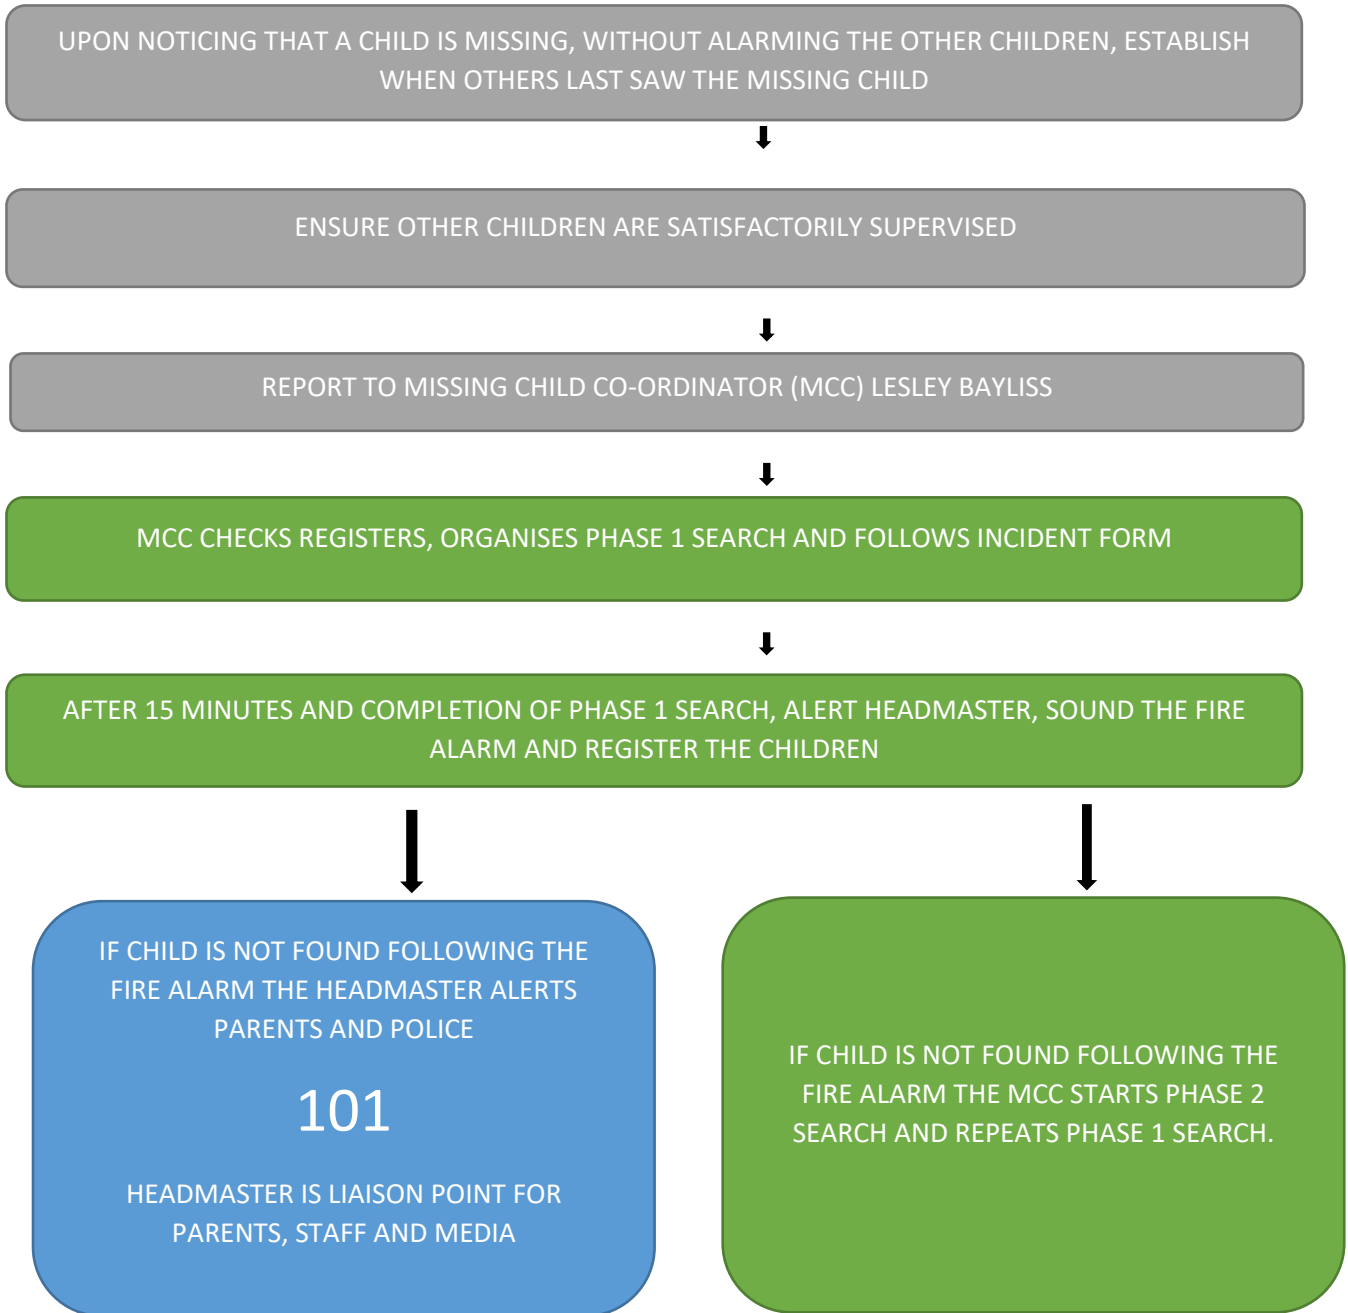 UPON NOTICING THAT A CHILD IS MISSING, WITHOUT ALARMING THE OTHER CHILDREN, ESTABLISH
WHEN OTHERS LAST SAW THE MISSING CHILD
ENSURE OTHER CHILDREN ARE SATISFACTORILY SUPERVISED
REPORT TO MISSING CHILD CO-ORDINATOR (MCC) LESLEY BAYLISS
MCC CHECKS REGISTERS, ORGANISES PHASE 1 SEARCH AND FOLLOWS INCIDENT FORM
AFTER 15 MINUTES AND COMPLETION OF PHASE 1 SEARCH, ALERT HEADMASTER, SOUND THE FIRE
ALARM AND REGISTER THE CHILDREN
IF CHILD IS NOT FOUND FOLLOWING THE
FIRE ALARM THE HEADMASTER ALERTS
PARENTS AND POLICE
101
HEADMASTER IS LIAISON POINT FOR
PARENTS, STAFF AND MEDIA
IF CHILD IS NOT FOUND FOLLOWING THE
FIRE ALARM THE MCC STARTS PHASE 2
SEARCH AND REPEATS PHASE 1 SEARCH.